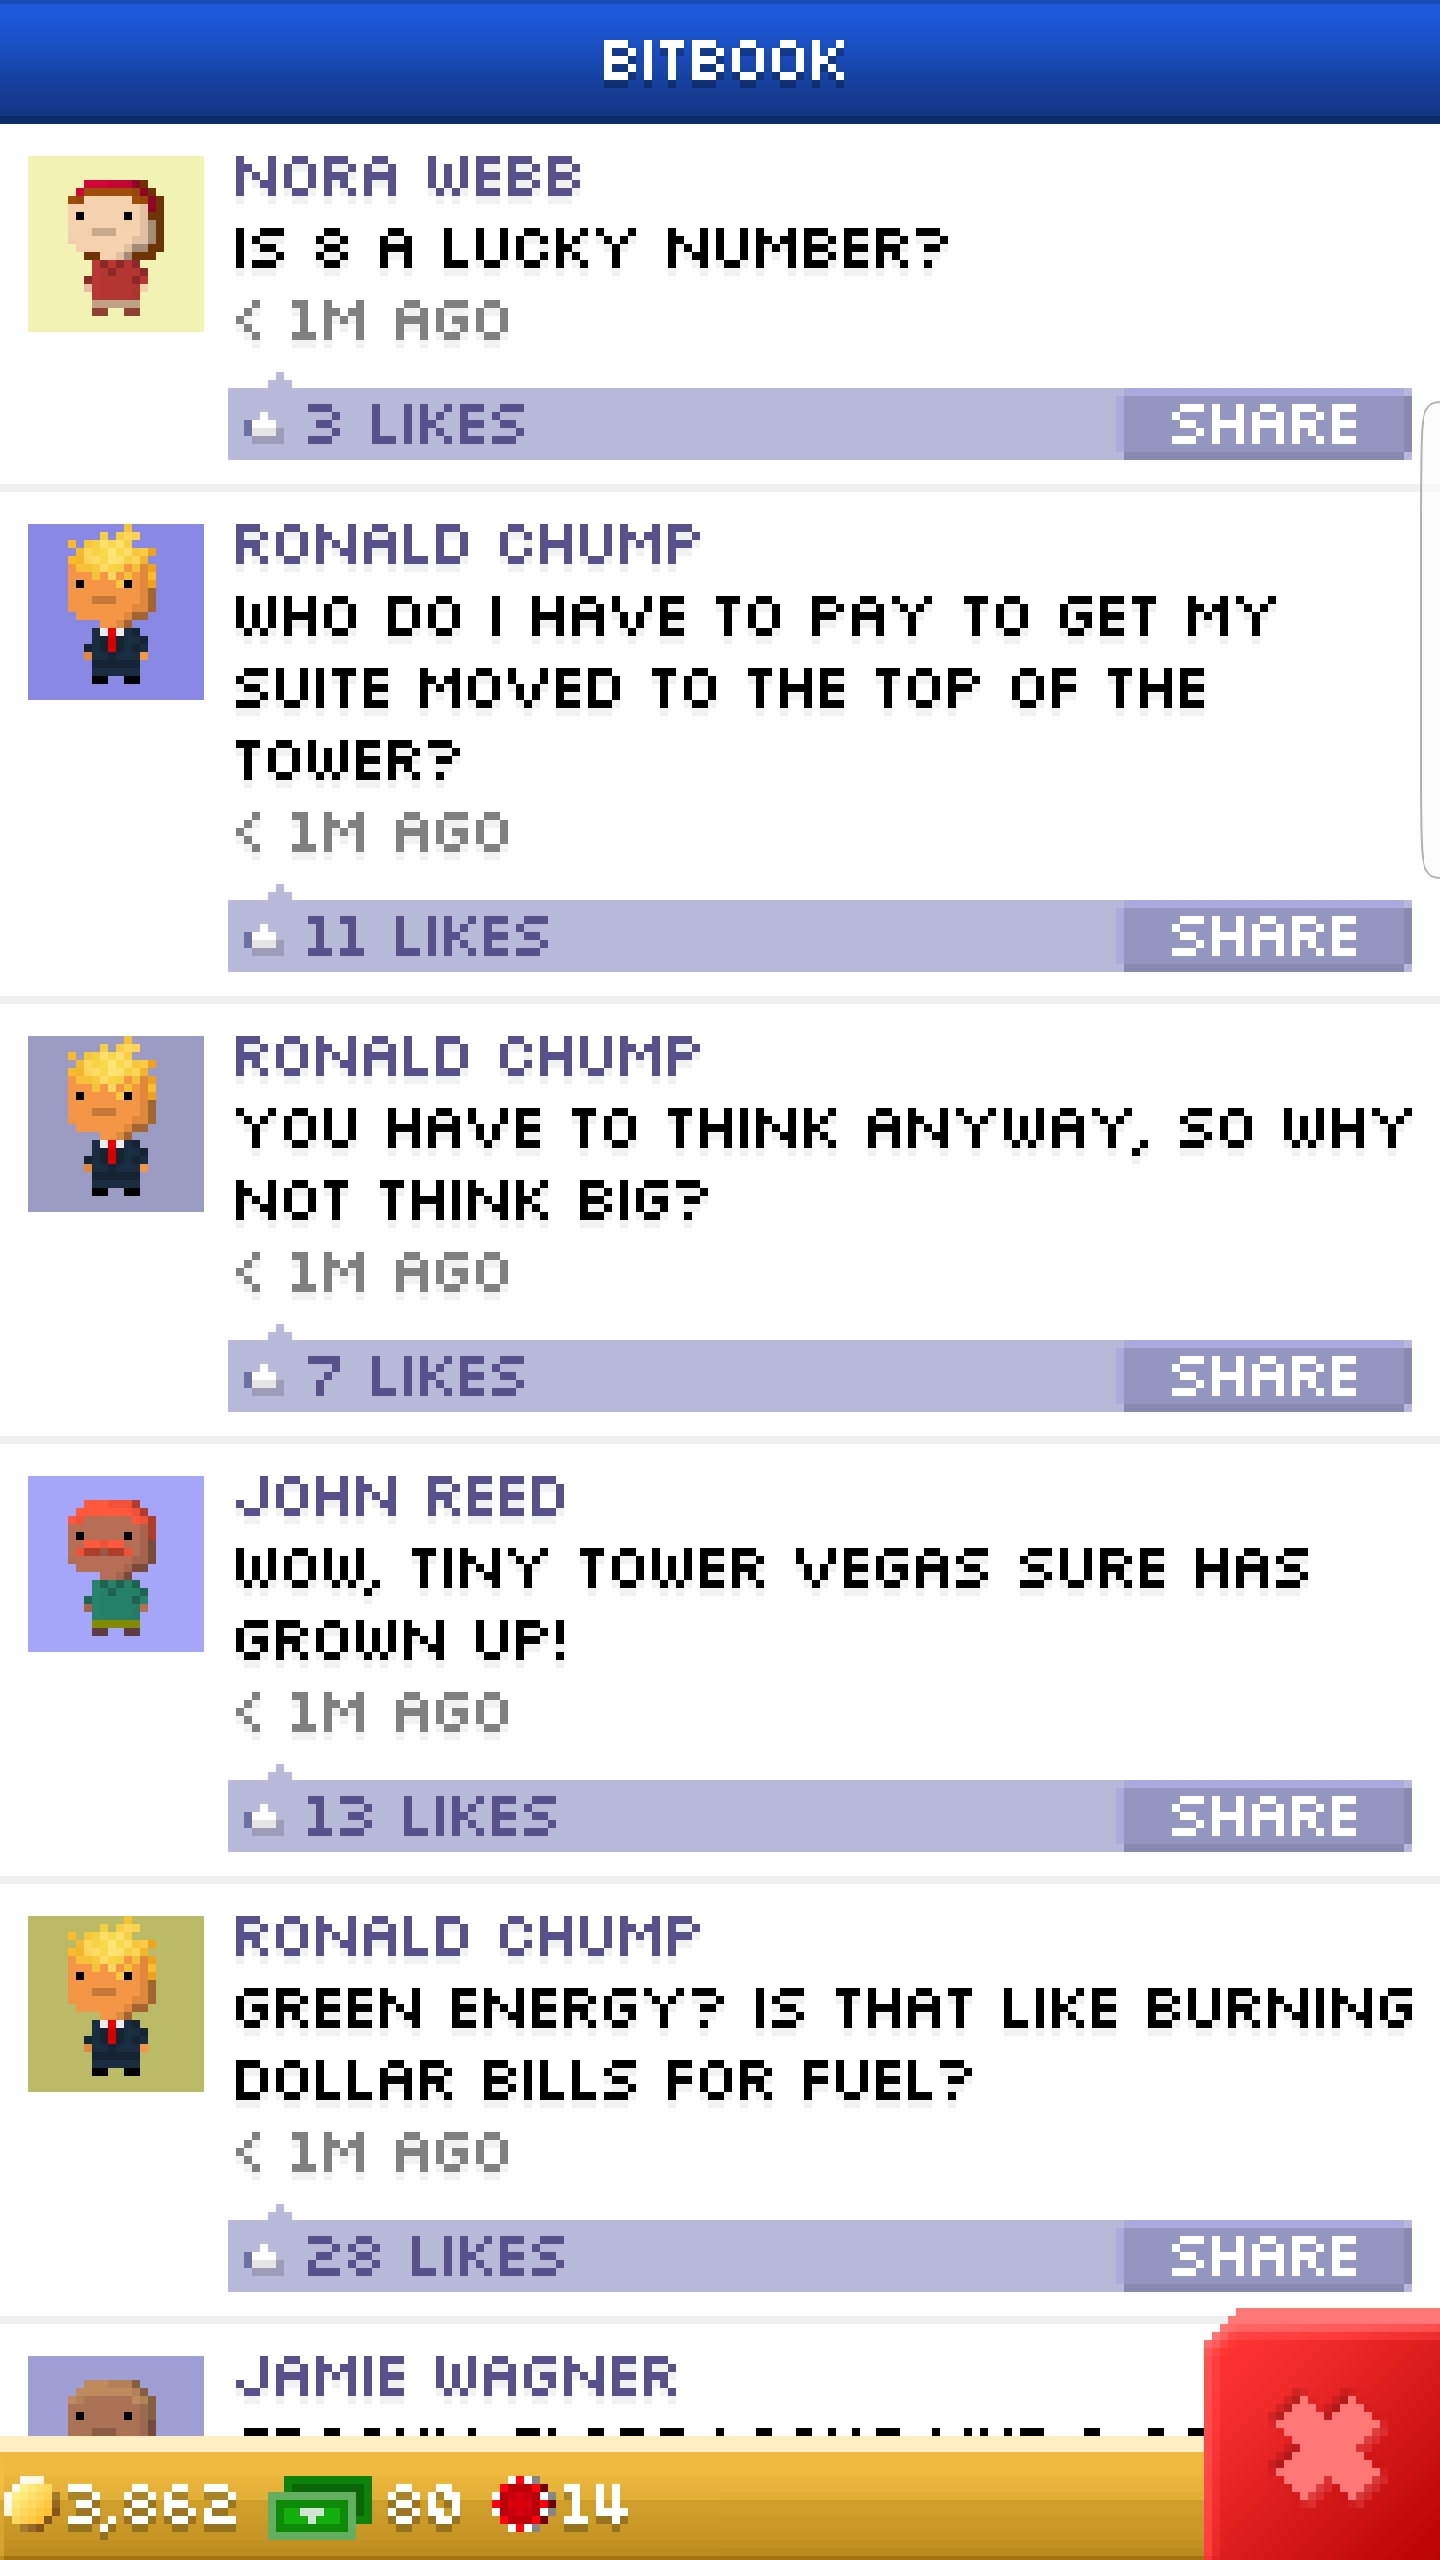 BITBOOK
NORA WEBB
IS 8 A LUCKY NUMBER?
< 1M AGO
3 LIKES
SHARE
RONALD CHUMP
WHO DO I HAVE TO PAY TO GET MY
SUITE MOVED TO THE TOP OF THE
TOWER?
< 1M AGO
11 LIKES
SHARE
RONALD CHUMP
YOU HAVE TO THINK ANYWAY, SO WHY
NOT THINK BIG?
< 1M AGO
7 LIKES
SHARE
JOHN REED
WOW, TINY TOWER VEGAS SURE HAS
GROWN UP!
< 1M AGO
13 LIKES
SHARE
RONALD CHUMP
GREEN ENERGY? IS THAT LIKE BURNING
DOLLAR BILLS FOR FUEL?
< 1M AGO
28 LIKES
SHARE
JAMIE WAGNER
3,862 80 14